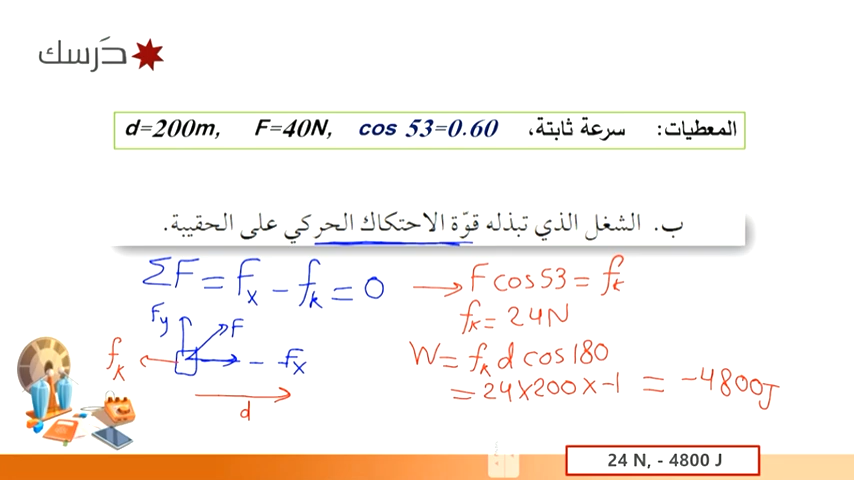 حَرسك
المعطيات: سرعة ثابتة، cos 53=0.60 F=40N, d=200m,
ب. الشغل الذي تبذله قوّة الاحتكاك الحركي على الحقيبة.
ΣF = Fx - fk = 0 → F cos 53 = fk
fk = 24N
Fy F
fk - Fx
d
W = fk d cos 180
= 24 x 200 x -1 = -4800J
24 N, - 4800 J